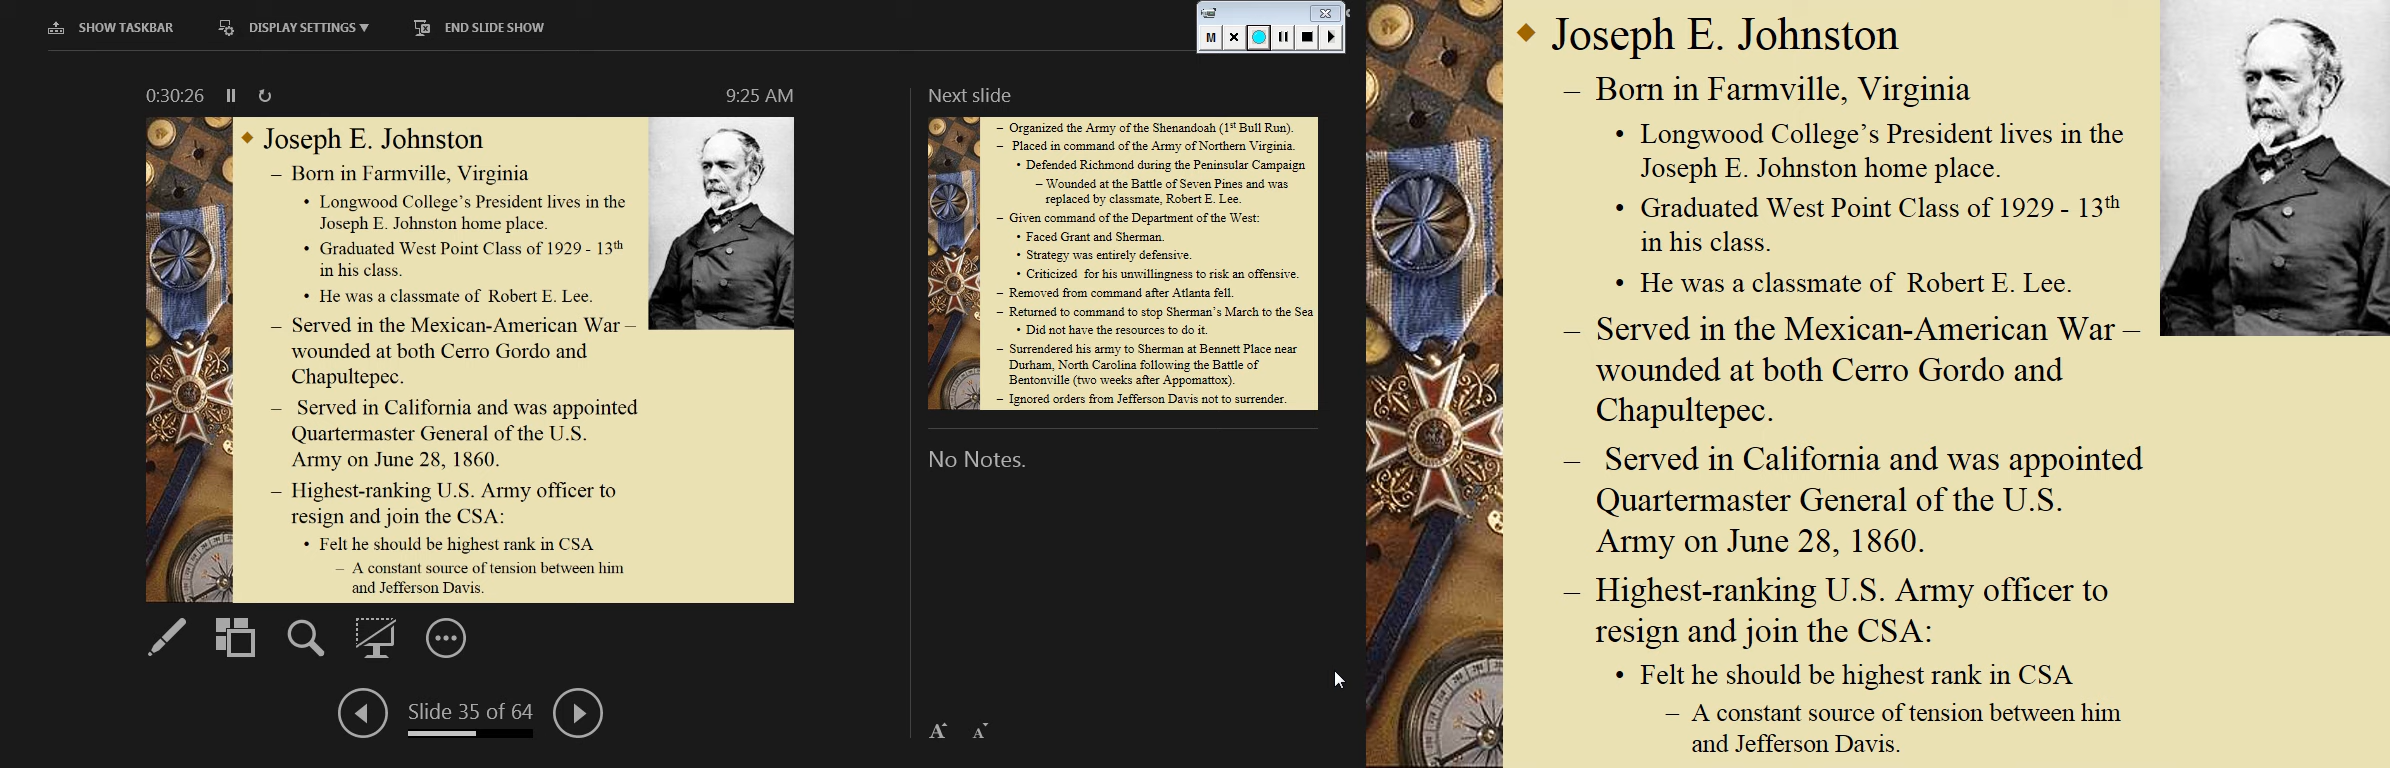 SHOW TASKBAR
DISPLAY SETTINGS ▼
END SLIDE SHOW
M
0:30:26
9:25 AM
◆ Joseph E. Johnston
– Born in Farmville, Virginia
• Longwood College’s President lives in the
Joseph E. Johnston home place.
• Graduated West Point Class of 1929 - 13th
in his class.
• He was a classmate of  Robert E. Lee.
– Served in the Mexican-American War –
wounded at both Cerro Gordo and
Chapultepec.
–  Served in California and was appointed
Quartermaster General of the U.S.
Army on June 28, 1860.
– Highest-ranking U.S. Army officer to
resign and join the CSA:
• Felt he should be highest rank in CSA
– A constant source of tension between him
and Jefferson Davis.
Slide 35 of 64
Next slide
– Organized the Army of the Shenandoah (1st Bull Run).
–  Placed in command of the Army of Northern Virginia.
• Defended Richmond during the Peninsular Campaign
– Wounded at the Battle of Seven Pines and was
replaced by classmate, Robert E. Lee.
– Given command of the Department of the West:
• Faced Grant and Sherman.
• Strategy was entirely defensive.
• Criticized  for his unwillingness to risk an offensive.
– Removed from command after Atlanta fell.
– Returned to command to stop Sherman’s March to the Sea
• Did not have the resources to do it.
– Surrendered his army to Sherman at Bennett Place near
Durham, North Carolina following the Battle of
Bentonville (two weeks after Appomattox).
– Ignored orders from Jefferson Davis not to surrender.
No Notes.
A A
◆ Joseph E. Johnston
– Born in Farmville, Virginia
• Longwood College’s President lives in the
Joseph E. Johnston home place.
• Graduated West Point Class of 1929 - 13th
in his class.
• He was a classmate of  Robert E. Lee.
– Served in the Mexican-American War –
wounded at both Cerro Gordo and
Chapultepec.
–  Served in California and was appointed
Quartermaster General of the U.S.
Army on June 28, 1860.
– Highest-ranking U.S. Army officer to
resign and join the CSA:
• Felt he should be highest rank in CSA
– A constant source of tension between him
and Jefferson Davis.